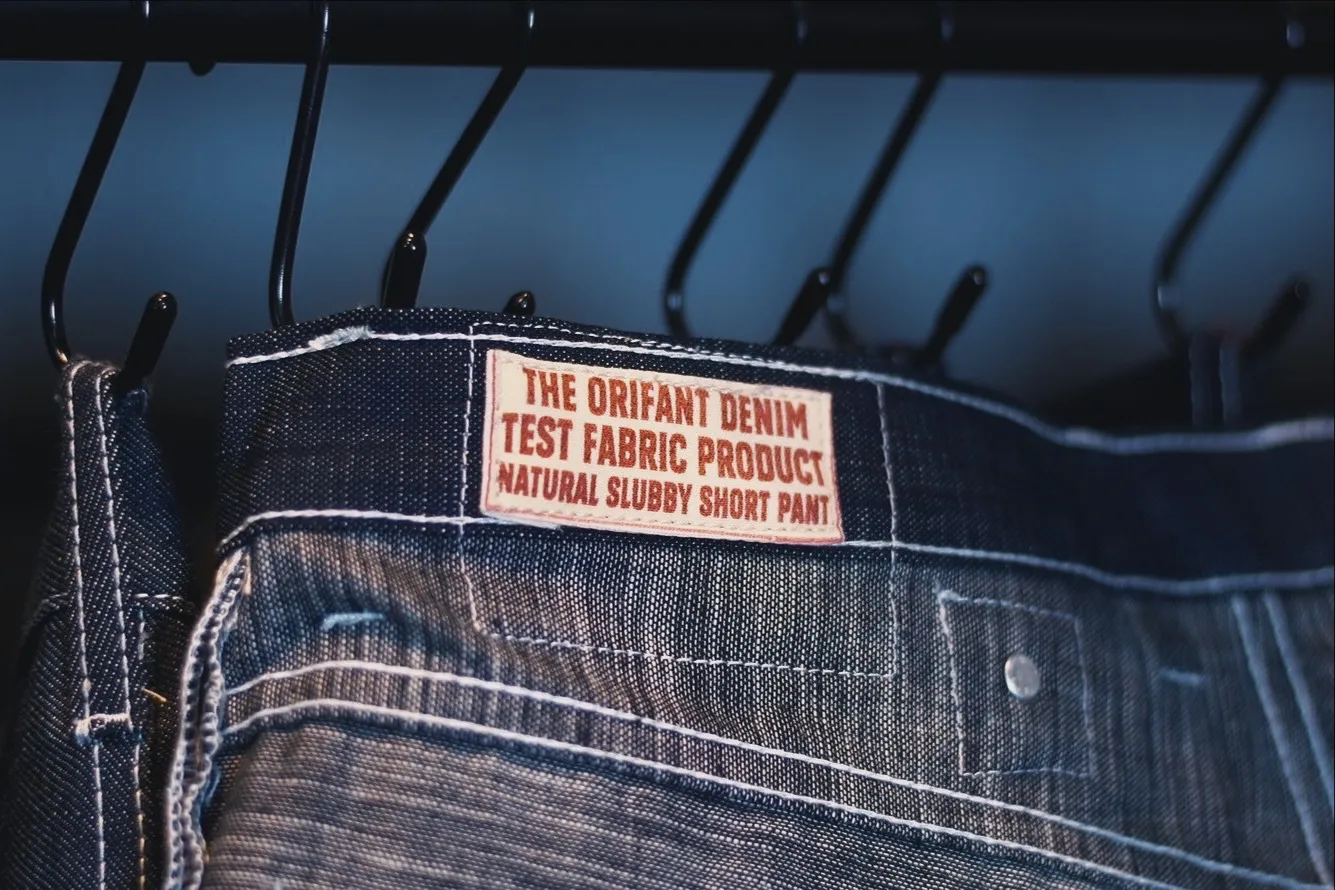 THE ORIFANT DENIM
TEST FABRIC PRODUCT
NATURAL SLUBBY SHORT PANT